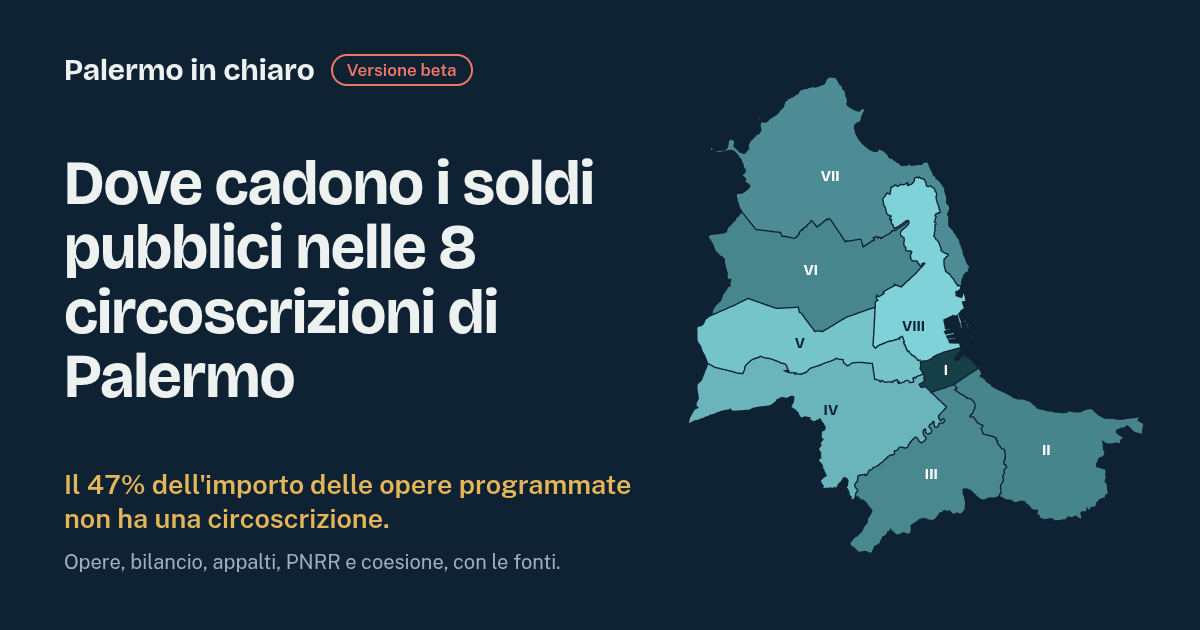 Palermo in chiaro
Versione beta
Dove cadono i soldi
pubblici nelle 8
circoscrizioni di
Palermo
Il 47% dell'importo delle opere programmate
non ha una circoscrizione.
Opere, bilancio, appalti, PNRR e coesione, con le fonti.
VII
VI
VIII
V
I
IV
II
III